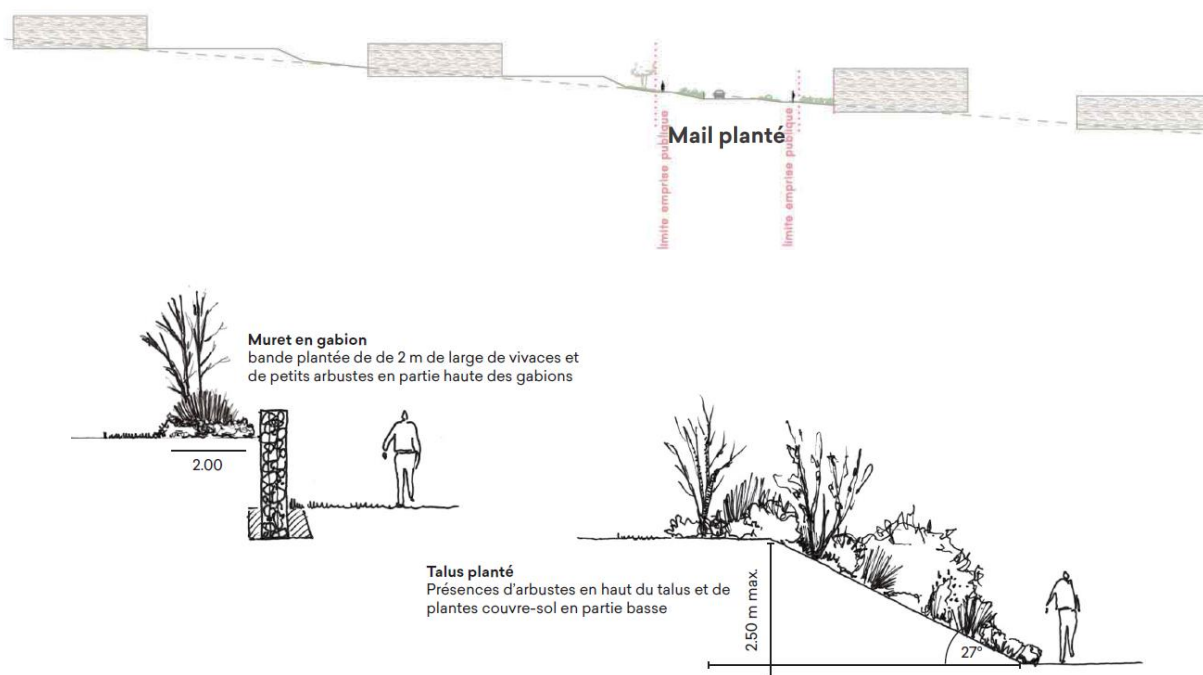 limite emprise publique
Mail planté
limite emprise publique
Muret en gabion
bande plantée de de 2 m de large de vivaces et
de petits arbustes en partie haute des gabions
2.00
Talus planté
Présences d'arbustes en haut du talus et de
plantes couvre-sol en partie basse
2.50 m max.
27°